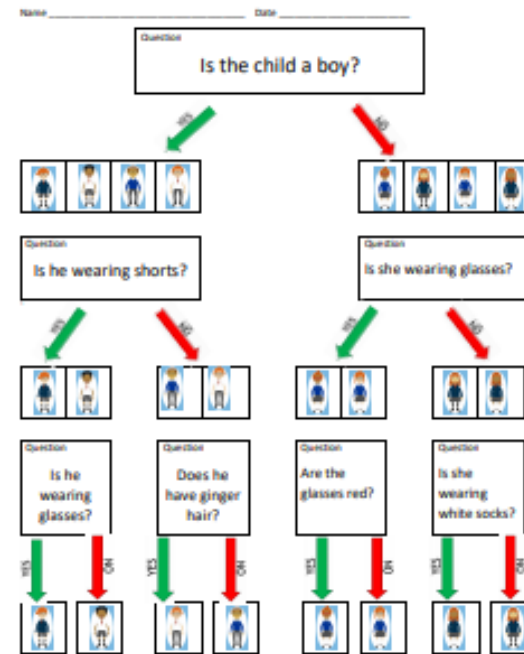 Name Date
Question
Is the child a boy?
YES NO
Question
Is he wearing shorts?
Question
Is she wearing glasses?
YES NO YES NO
Question
Is he
wearing
glasses?
Question
Does he
have ginger
hair?
Question
Are the
glasses red?
Question
Is she
wearing
white socks?
YES NO YES NO YES NO YES NO